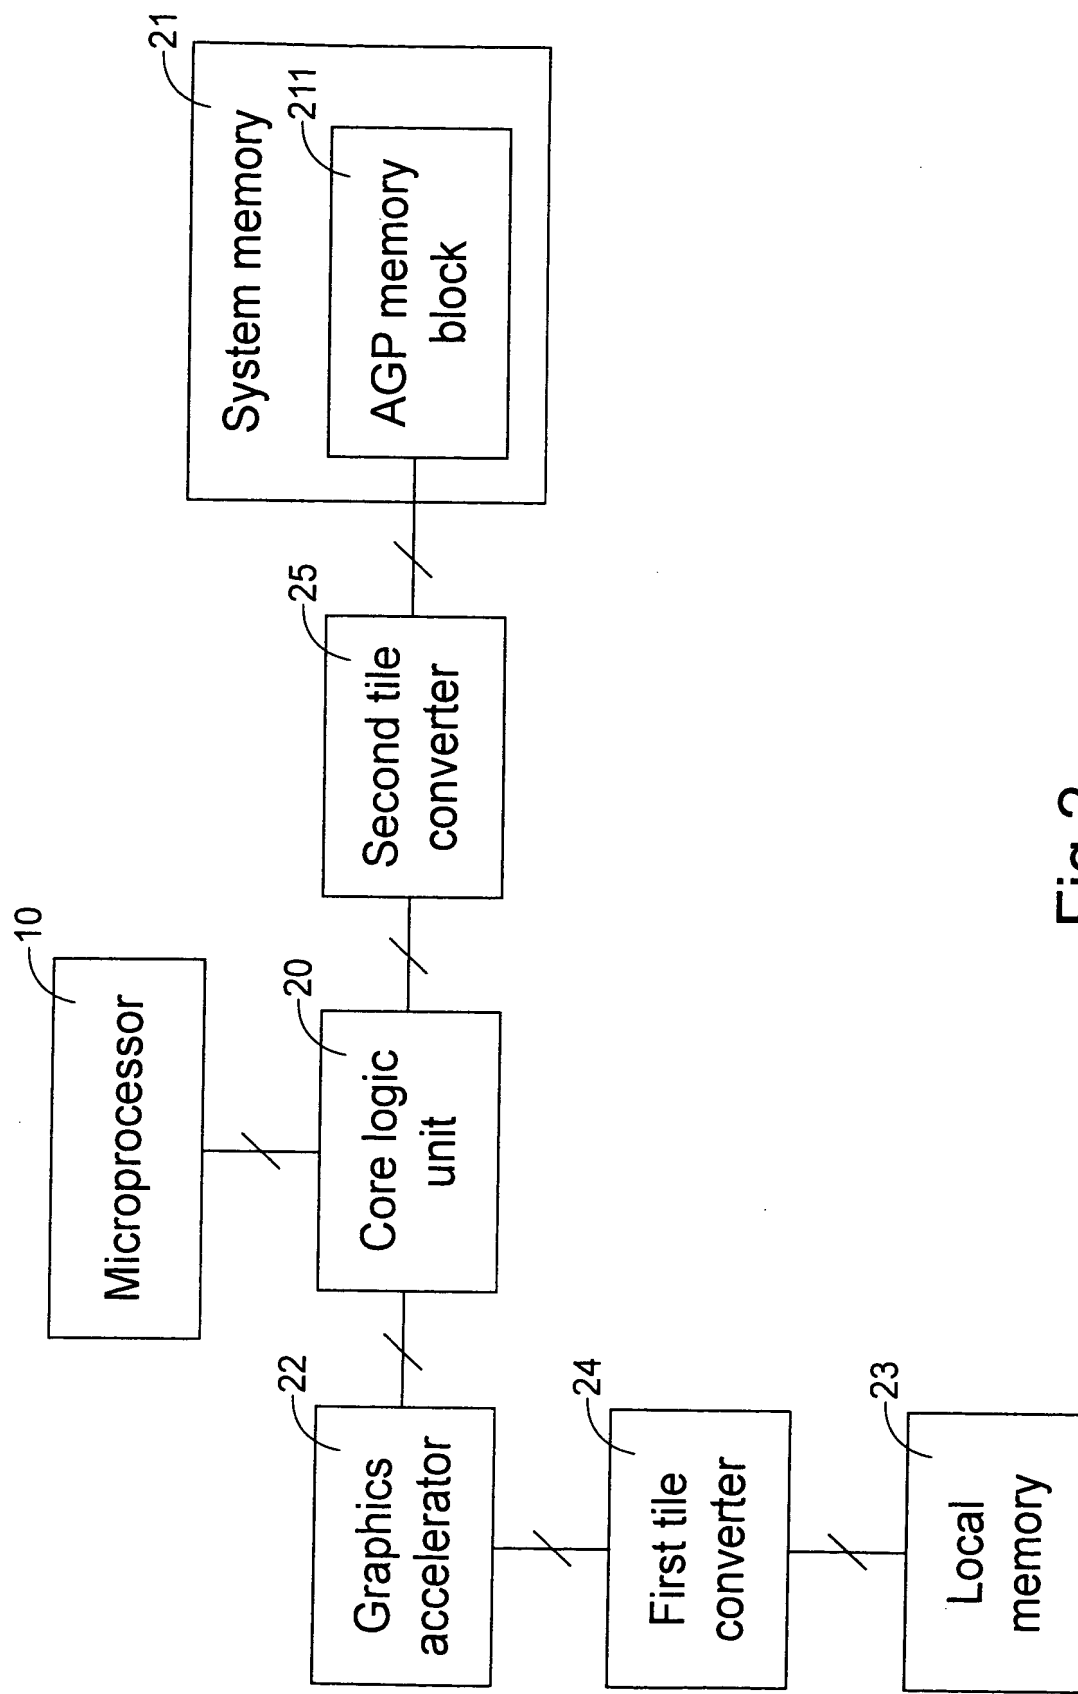 10
Microprocessor
21
System memory
22
Graphics
accelerator
20
Core logic
unit
25
Second tile
converter
211
AGP memory
block
24
First tile
converter
23
Local
memory
Fig